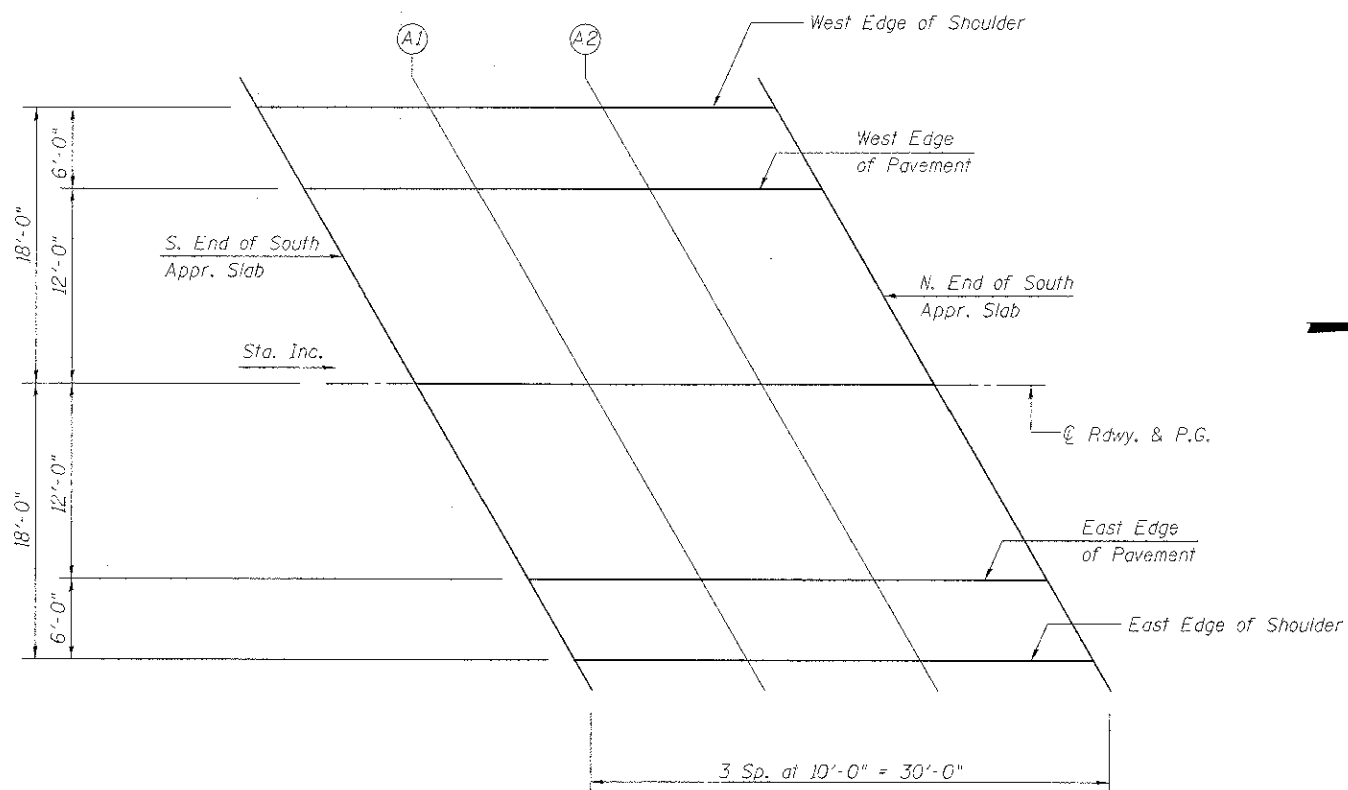 West Edge of Shoulder
A1
A2
West Edge
of Pavement
6'-0"
18'-0"
12'-0"
S. End of South
Appr. Slab
N. End of South
Appr. Slab
Sta. Inc.
℄ Rdwy. & P.G.
12'-0"
18'-0"
East Edge
of Pavement
6'-0"
East Edge of Shoulder
3 Sp. at 10'-0" = 30'-0"